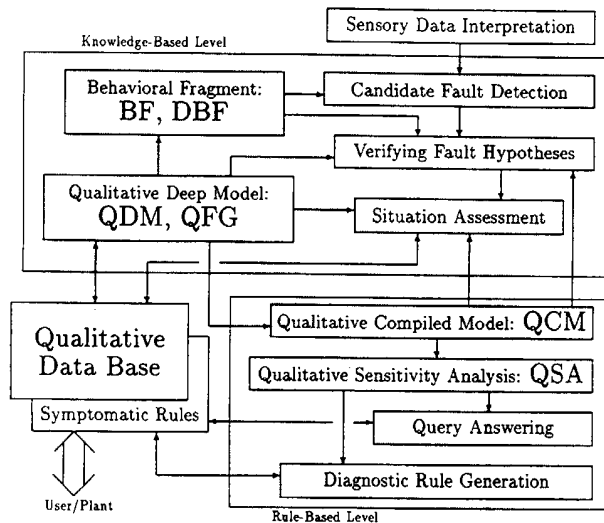 Sensory Data Interpretation
Knowledge-Based Level
Behavioral Fragment:
BF, DBF
Candidate Fault Detection
Verifying Fault Hypotheses
Qualitative Deep Model:
QDM, QFG
Situation Assessment
Qualitative Compiled Model: QCM
Qualitative
Data Base
Qualitative Sensitivity Analysis: QSA
Symptomatic Rules
Query Answering
Diagnostic Rule Generation
User/Plant
Rule-Based Level